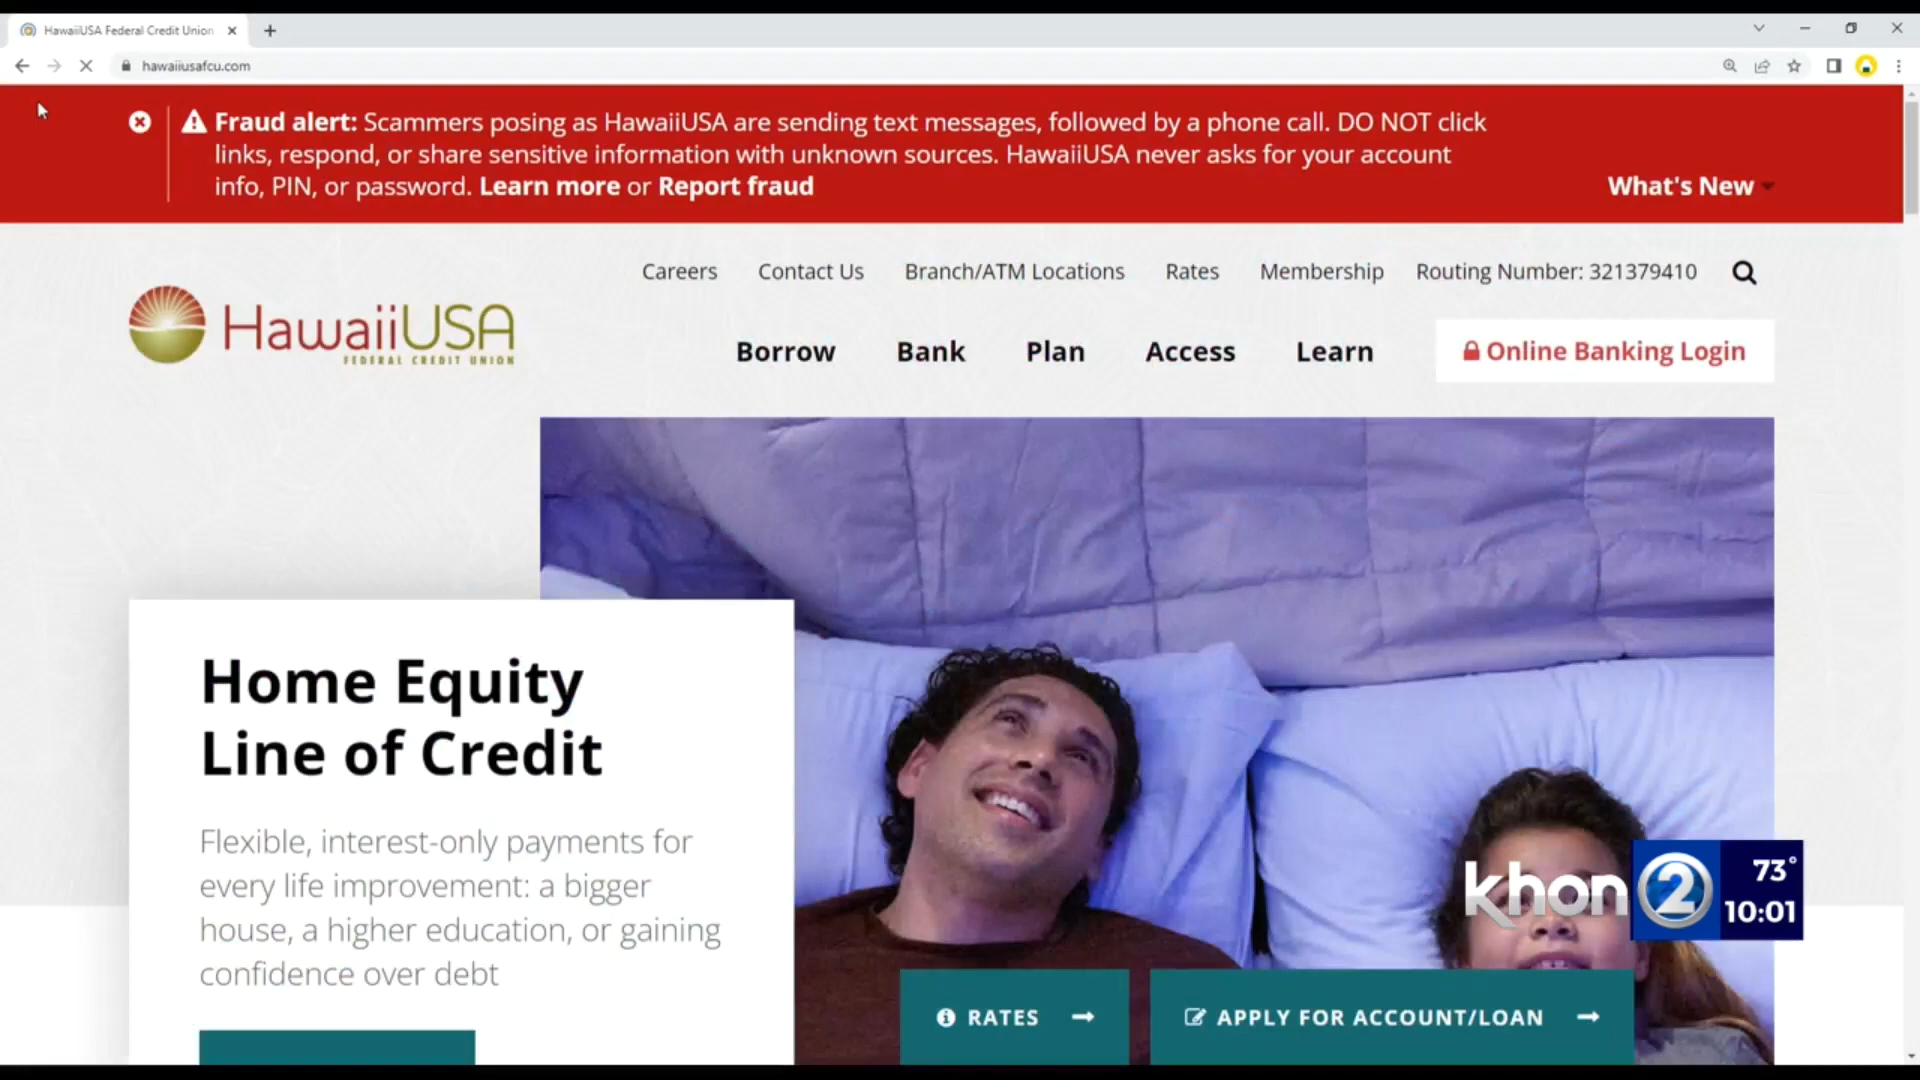 HawaiiUSA Federal Credit Union
hawaiiusafcu.com
Fraud alert: Scammers posing as HawaiiUSA are sending text messages, followed by a phone call. DO NOT click
links, respond, or share sensitive information with unknown sources. HawaiiUSA never asks for your account
info, PIN, or password. Learn more or Report fraud
What's New
Careers Contact Us Branch/ATM Locations Rates Membership Routing Number: 321379410
HawaiiUSA
FEDERAL CREDIT UNION
Borrow Bank Plan Access Learn Online Banking Login
Home Equity
Line of Credit
Flexible, interest-only payments for
every life improvement: a bigger
house, a higher education, or gaining
confidence over debt
khon 2
73°
10:01
RATES
APPLY FOR ACCOUNT/LOAN